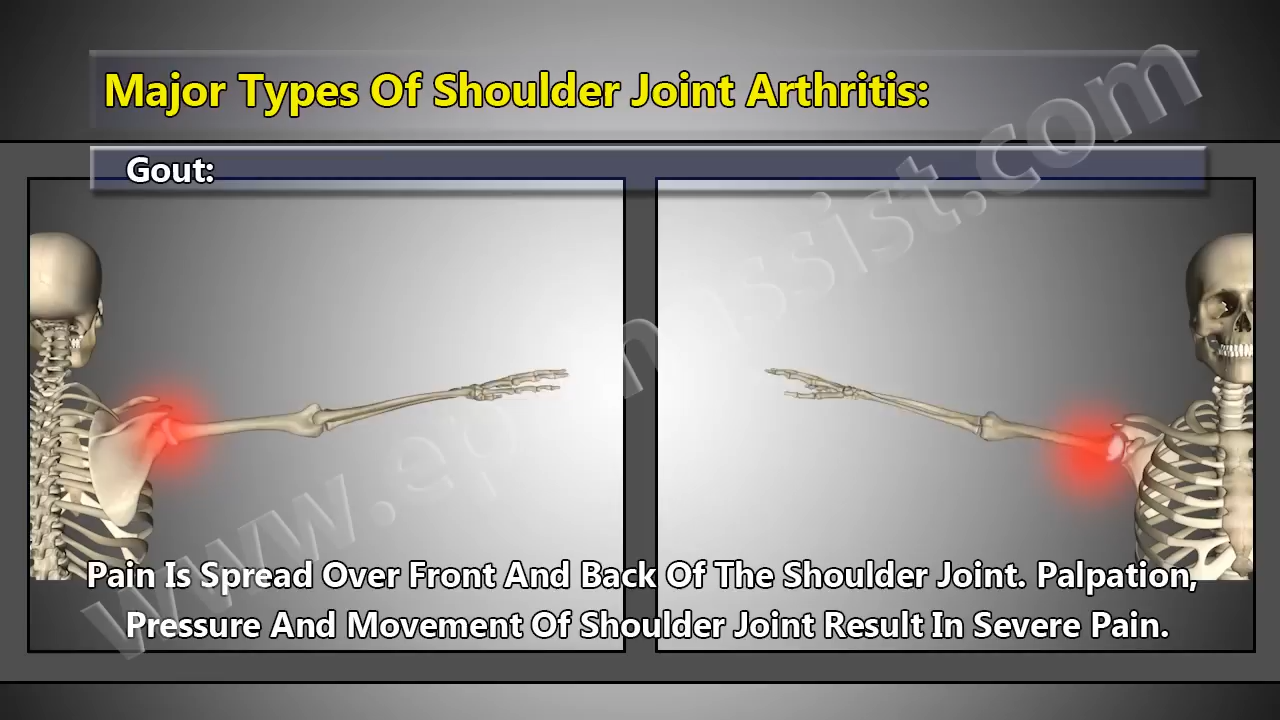 Major Types Of Shoulder Joint Arthritis:
Gout:
Pain Is Spread Over Front And Back Of The Shoulder Joint. Palpation,
Pressure And Movement Of Shoulder Joint Result In Severe Pain.